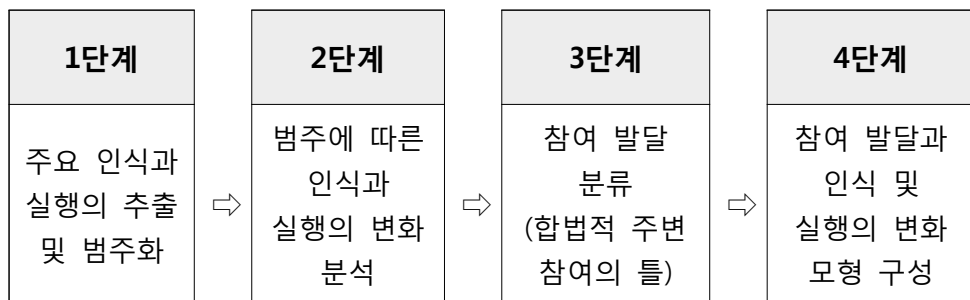 1단계
주요 인식과
실행의 추출
및 범주화
⇨
2단계
범주에 따른
인식과
실행의 변화
분석
⇨
3단계
참여 발달
분류
(합법적 주변
참여의 틀)
⇨
4단계
참여 발달과
인식 및
실행의 변화
모형 구성